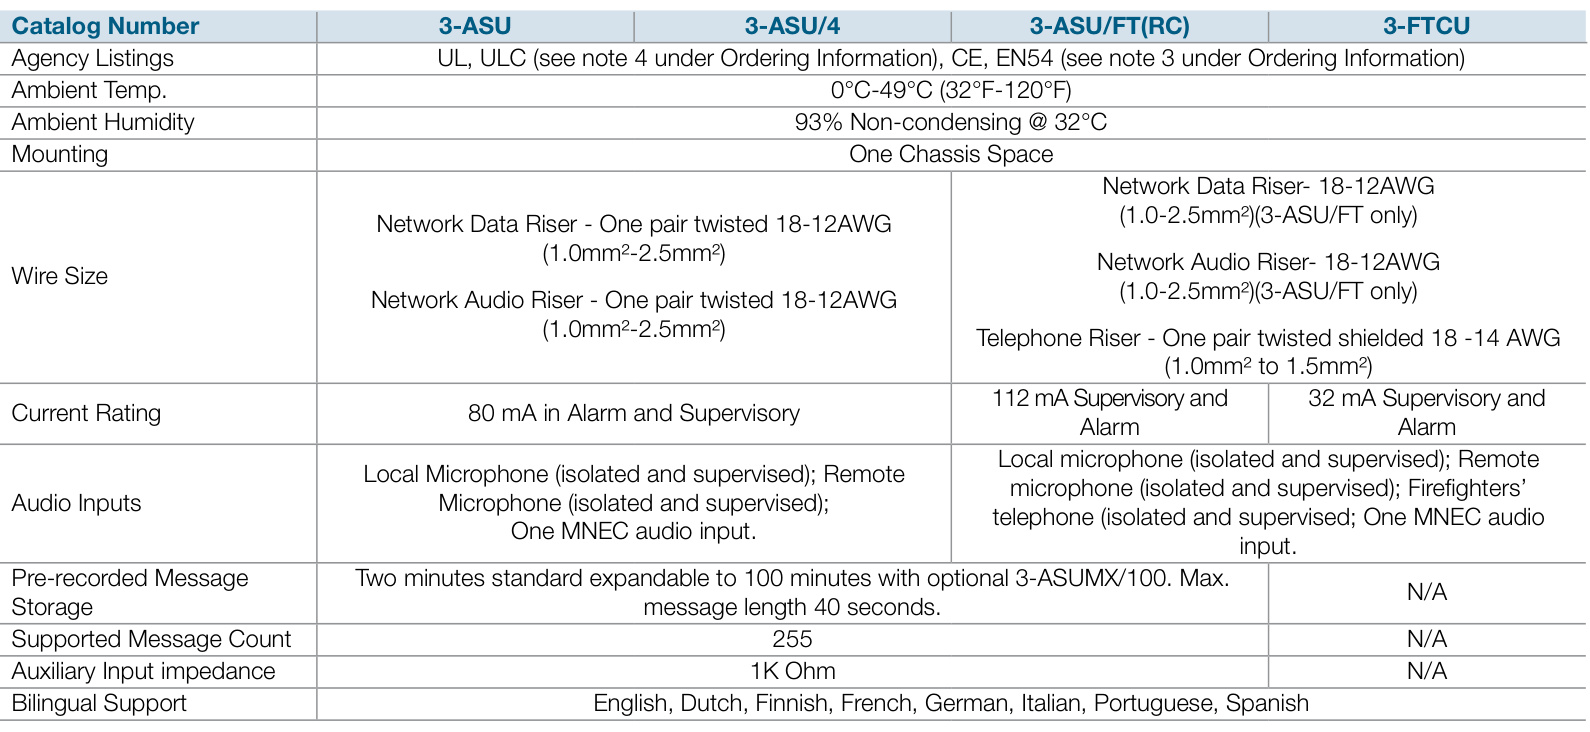 Catalog Number 3-ASU 3-ASU/4 3-ASU/FT(RC) 3-FTCU
Agency Listings UL, ULC (see note 4 under Ordering Information), CE, EN54 (see note 3 under Ordering Information)
Ambient Temp. 0°C-49°C (32°F-120°F)
Ambient Humidity 93% Non-condensing @ 32°C
Mounting One Chassis Space
Wire Size
Network Data Riser - One pair twisted 18-12AWG
(1.0mm²-2.5mm²)
Network Audio Riser - One pair twisted 18-12AWG
(1.0mm²-2.5mm²)
Network Data Riser- 18-12AWG
(1.0-2.5mm²)(3-ASU/FT only)
Network Audio Riser- 18-12AWG
(1.0-2.5mm²)(3-ASU/FT only)
Telephone Riser - One pair twisted shielded 18 -14 AWG
(1.0mm² to 1.5mm²)
Current Rating
80 mA in Alarm and Supervisory
112 mA Supervisory and
Alarm
32 mA Supervisory and
Alarm
Audio Inputs
Local Microphone (isolated and supervised); Remote
Microphone (isolated and supervised);
One MNEC audio input.
Local microphone (isolated and supervised); Remote
microphone (isolated and supervised); Firefighters’
telephone (isolated and supervised; One MNEC audio
input.
Pre-recorded Message
Storage
Two minutes standard expandable to 100 minutes with optional 3-ASUMX/100. Max.
message length 40 seconds.
N/A
Supported Message Count 255 N/A
Auxiliary Input impedance 1K Ohm N/A
Bilingual Support English, Dutch, Finnish, French, German, Italian, Portuguese, Spanish